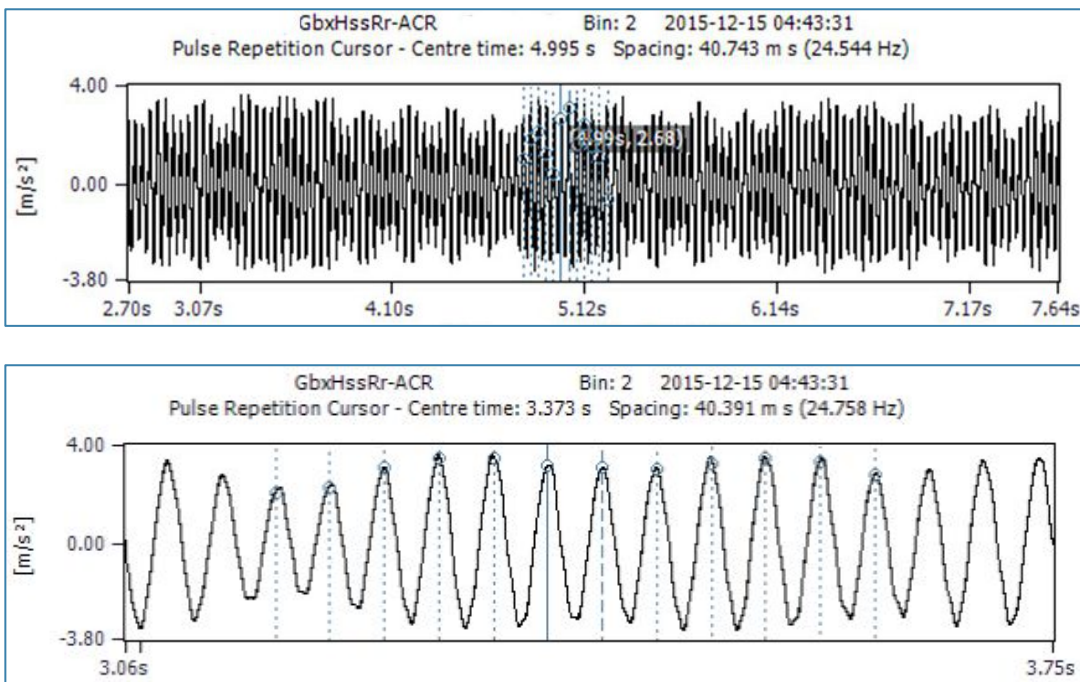 GbxHssRr-ACR Bin: 2 2015-12-15 04:43:31
Pulse Repetition Cursor - Centre time: 4.995 s Spacing: 40.743 m s (24.544 Hz)
4.00
(4.99s, 2.68)
0.00
[m/s²]
-3.80
2.70s 3.07s 4.10s 5.12s 6.14s 7.17s 7.64s
GbxHssRr-ACR Bin: 2 2015-12-15 04:43:31
Pulse Repetition Cursor - Centre time: 3.373 s Spacing: 40.391 m s (24.758 Hz)
4.00
0.00
[m/s²]
-3.80
3.06s 3.75s